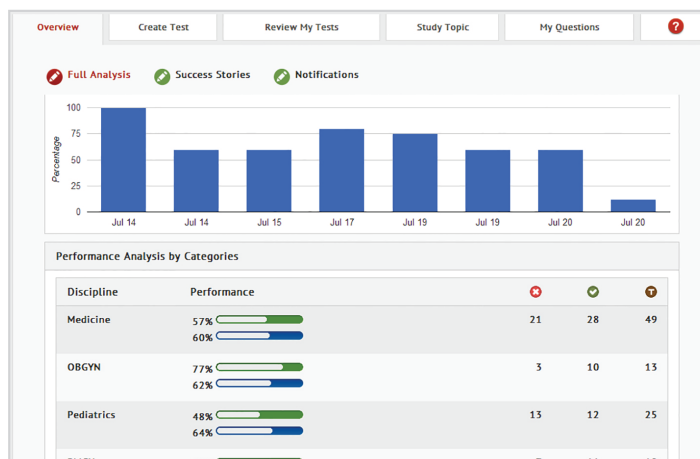 Overview Create Test Review My Tests Study Topic My Questions ?
Full Analysis Success Stories Notifications
100
75
50
25
0
Percentage
Jul 14 Jul 14 Jul 15 Jul 17 Jul 19 Jul 19 Jul 20 Jul 20
Performance Analysis by Categories
Discipline Performance T
Medicine 57% 21 28 49
60%
OBGYN 77% 3 10 13
62%
Pediatrics 48% 13 12 25
64%